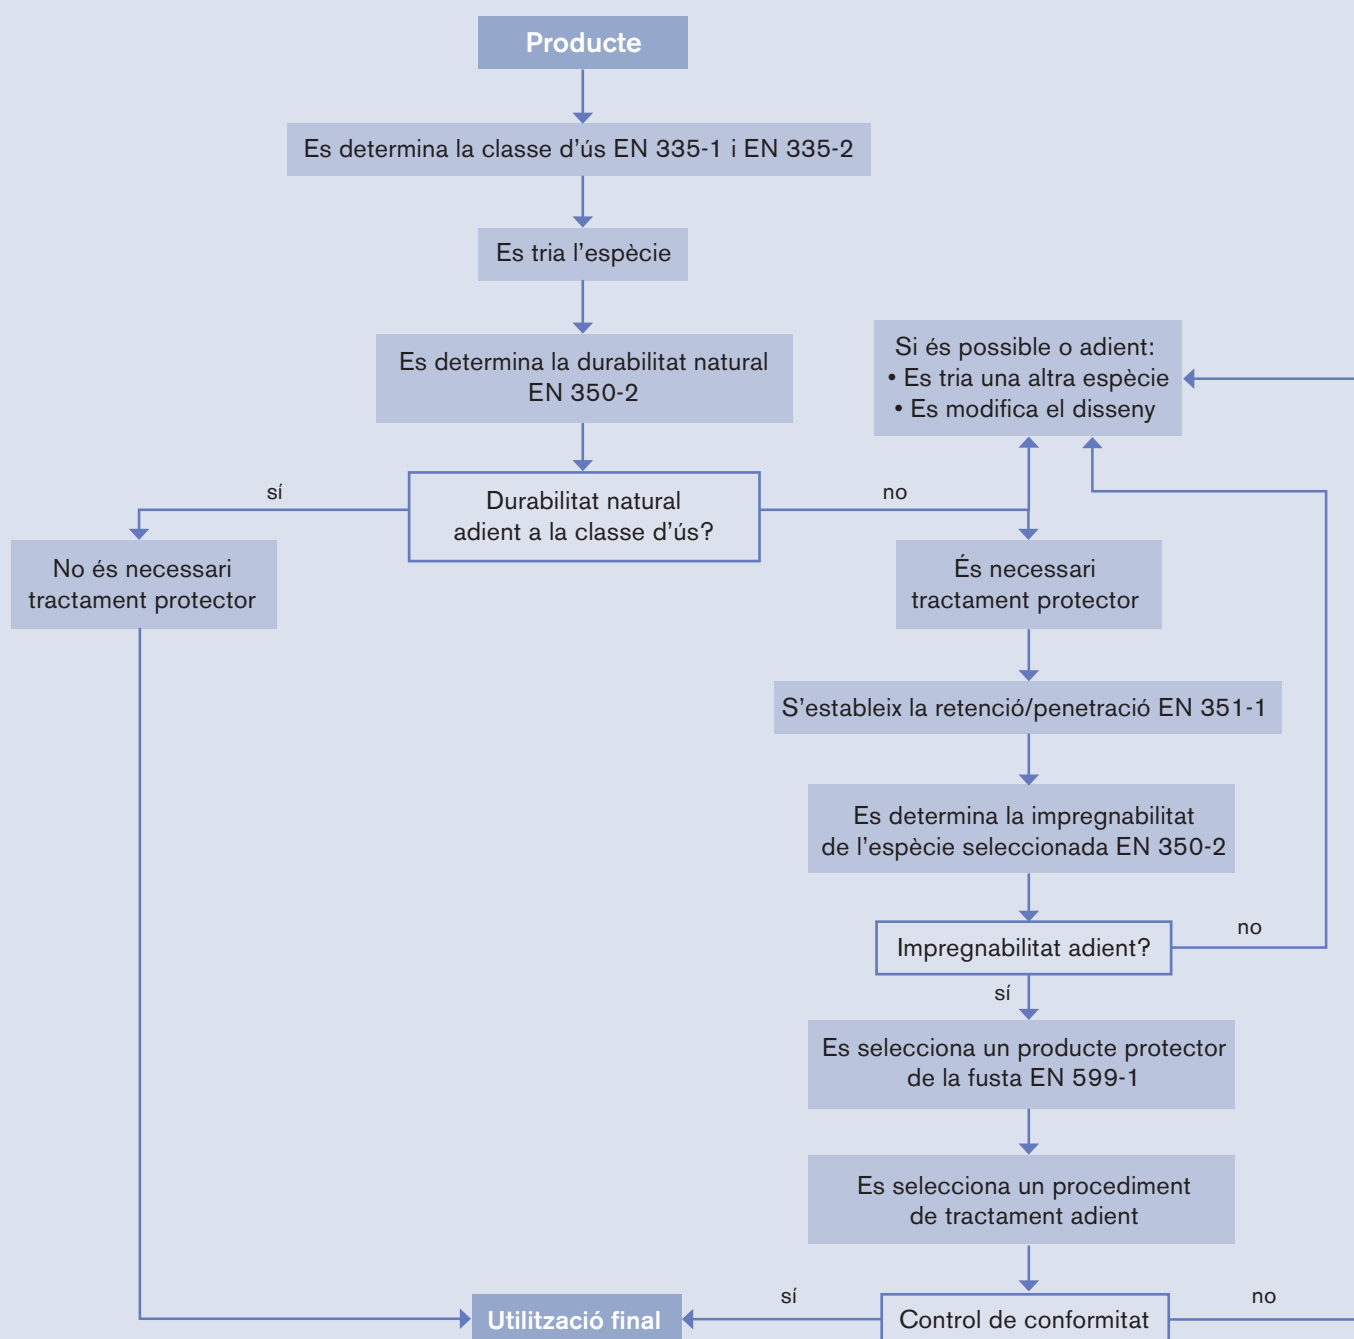 Producte
Es determina la classe d'ús EN 335-1 i EN 335-2
Es tria l'espècie
Es determina la durabilitat natural
EN 350-2
Si és possible o adient:
• Es tria una altra espècie
• Es modifica el disseny
sí
Durabilitat natural
adient a la classe d'ús?
no
No és necessari
tractament protector
És necessari
tractament protector
S'estableix la retenció/penetració EN 351-1
Es determina la impregnabilitat
de l'espècie seleccionada EN 350-2
Impregnabilitat adient?
no
sí
Es selecciona un producte protector
de la fusta EN 599-1
Es selecciona un procediment
de tractament adient
Utilització final
sí
Control de conformitat
no